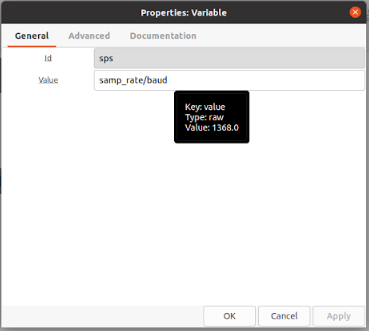 Properties: Variable
General Advanced Documentation
Id sps
Value samp_rate/baud
Key: value
Type: raw
Value: 1368.0
OK Cancel Apply